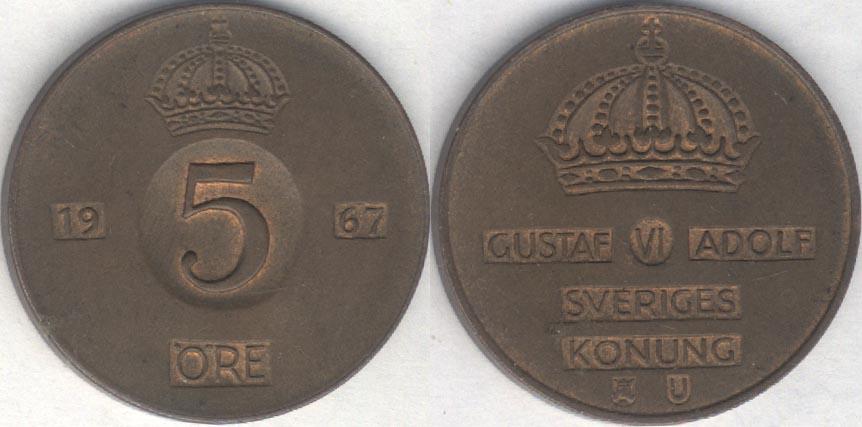 19 5 67
ÖRE
GUSTAF VI ADOLF
SVERIGES
KONUNG
U